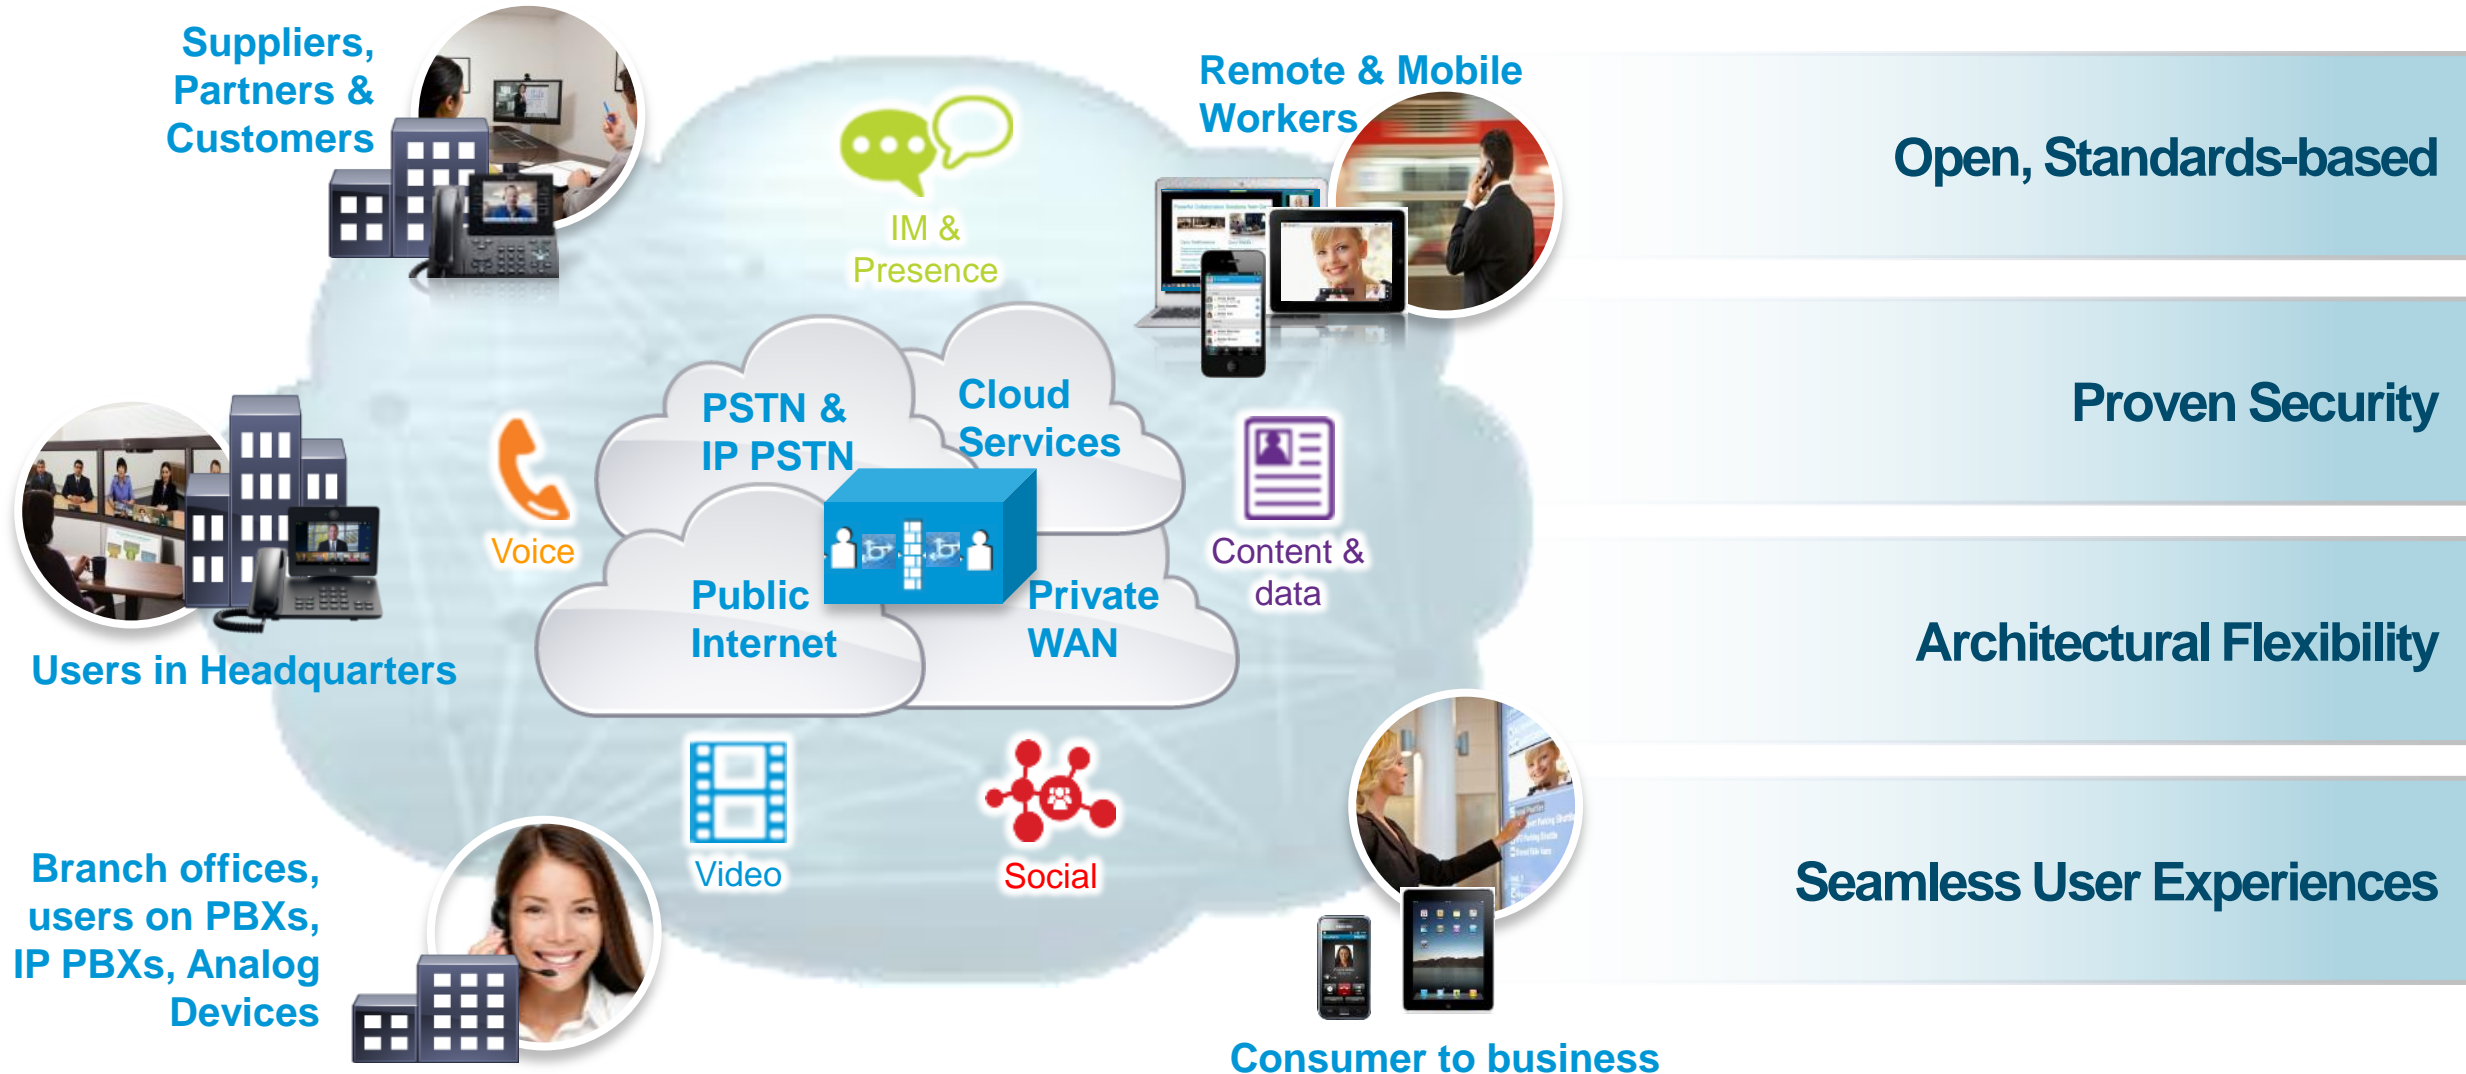 Suppliers,
Partners &
Customers
Remote & Mobile
Workers
IM &
Presence
PSTN &
IP PSTN
Cloud
Services
Voice
Content &
data
Public
Internet
Private
WAN
Users in Headquarters
Video
Social
Branch offices,
users on PBXs,
IP PBXs, Analog
Devices
Consumer to business
Open, Standards-based
Proven Security
Architectural Flexibility
Seamless User Experiences